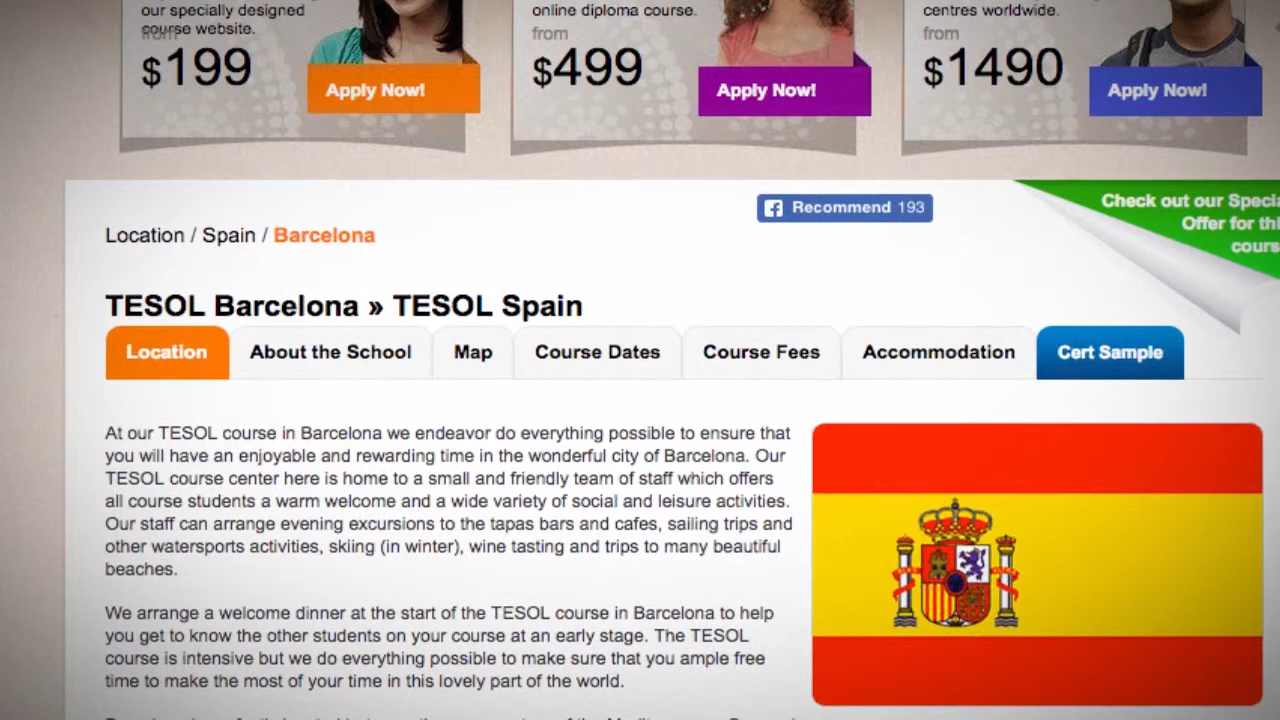 our specially designed
course website.
from
$199
Apply Now!
online diploma course.
from
$499
Apply Now!
centres worldwide.
from
$1490
Apply Now!
Recommend 193
Check out our
Offer for
Location / Spain / Barcelona
TESOL Barcelona » TESOL Spain
Location About the School Map Course Dates Course Fees Accommodation Cert Sample
At our TESOL course in Barcelona we endeavor do everything possible to ensure that
you will have an enjoyable and rewarding time in the wonderful city of Barcelona. Our
TESOL course center here is home to a small and friendly team of staff which offers
all course students a warm welcome and a wide variety of social and leisure activities.
Our staff can arrange evening excursions to the tapas bars and cafes, sailing trips and
other watersports activities, skiing (in winter), wine tasting and trips to many beautiful
beaches.
We arrange a welcome dinner at the start of the TESOL course in Barcelona to help
you get to know the other students on your course at an early stage. The TESOL
course is intensive but we do everything possible to make sure that you ample free
time to make the most of your time in this lovely part of the world.